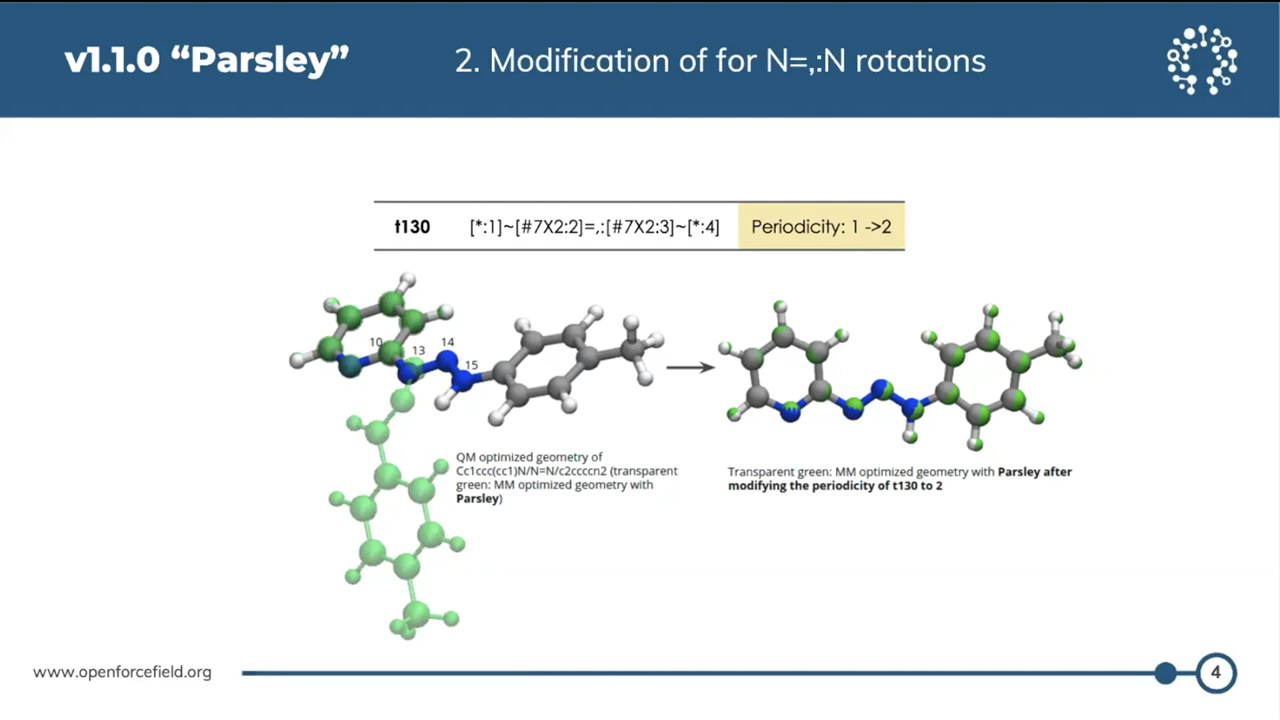 v1.1.0 “Parsley”
2. Modification of for N=,:N rotations
t130 [*:1]~[#7X2:2]=,:[#7X2:3]~[*:4] Periodicity: 1 ->2
10
13
14
15
QM optimized geometry of
Cc1ccc(cc1)N/N=N/c2ccccn2 (transparent
green: MM optimized geometry with
Parsley)
Transparent green: MM optimized geometry with Parsley after
modifying the periodicity of t130 to 2
www.openforcefield.org
4